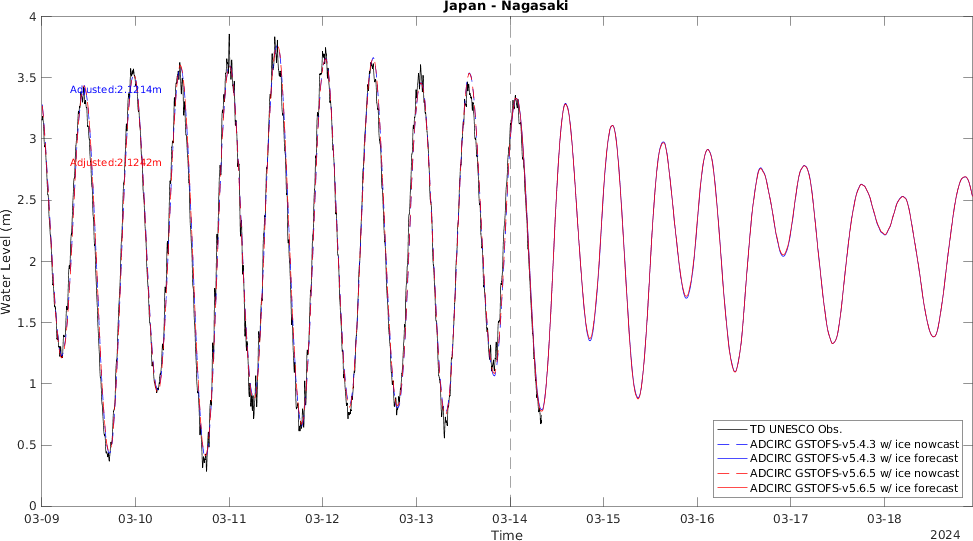 Japan - Nagasaki
4
3.5
3
2.5
2
1.5
1
0.5
0
Water Level (m)
Adjusted:2.1214m
Adjusted:2.1242m
TD UNESCO Obs.
ADCIRC GSTOFS-v5.4.3 w/ ice nowcast
ADCIRC GSTOFS-v5.4.3 w/ ice forecast
ADCIRC GSTOFS-v5.6.5 w/ ice nowcast
ADCIRC GSTOFS-v5.6.5 w/ ice forecast
03-09 03-10 03-11 03-12 03-13 03-14 03-15 03-16 03-17 03-18
Time
2024